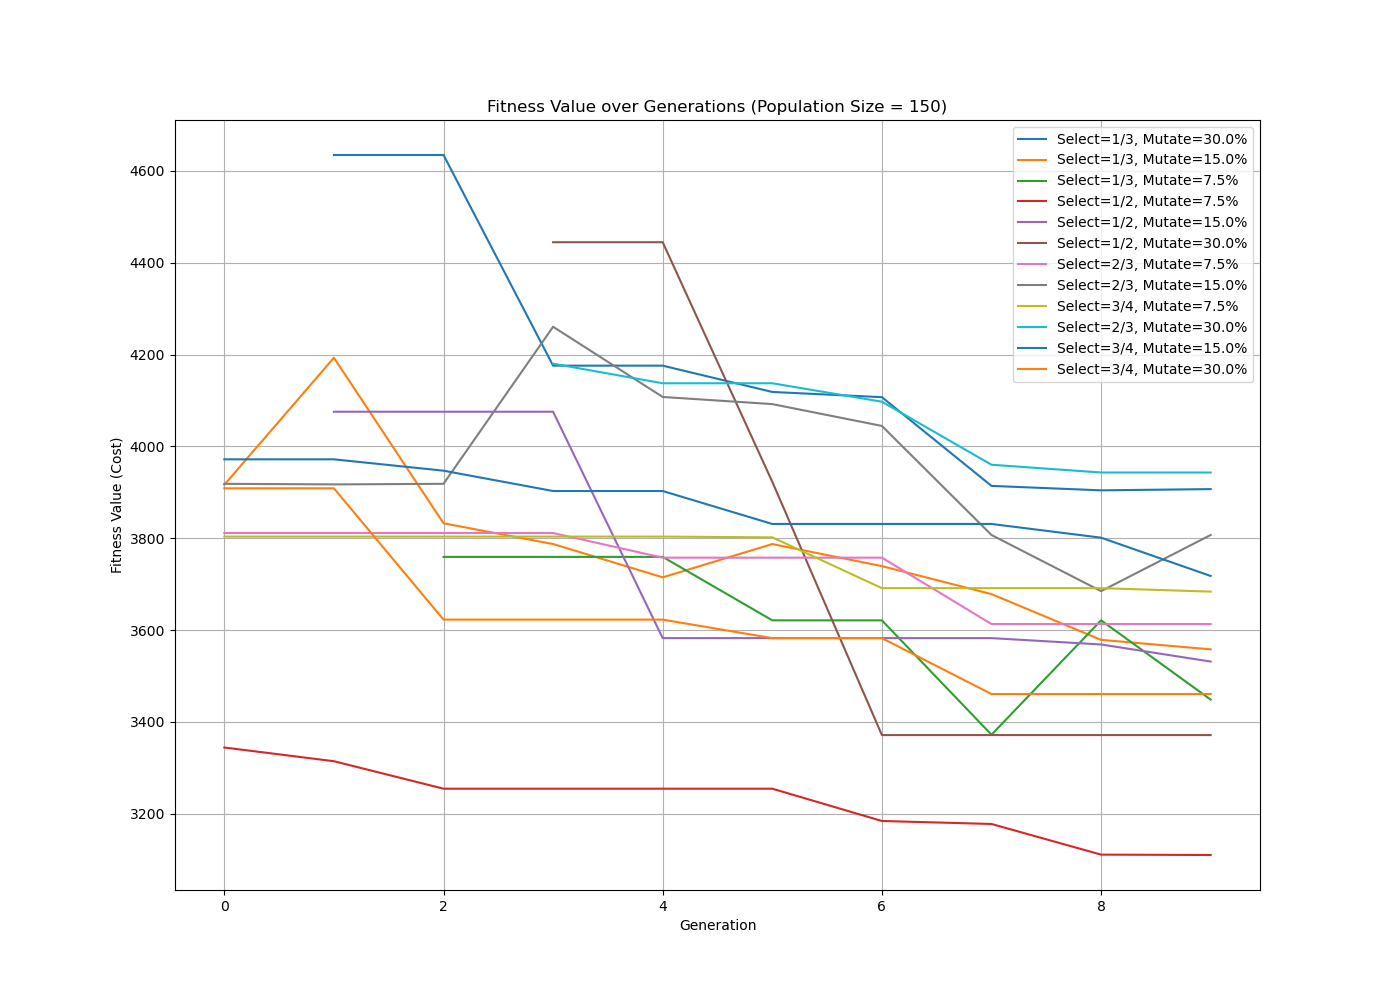 Fitness Value over Generations (Population Size = 150)
Select=1/3, Mutate=30.0%
Select=1/3, Mutate=15.0%
Select=1/3, Mutate=7.5%
Select=1/2, Mutate=7.5%
Select=1/2, Mutate=15.0%
Select=1/2, Mutate=30.0%
Select=2/3, Mutate=7.5%
Select=2/3, Mutate=15.0%
Select=3/4, Mutate=7.5%
Select=2/3, Mutate=30.0%
Select=3/4, Mutate=15.0%
Select=3/4, Mutate=30.0%
Fitness Value (Cost)
4600
4400
4200
4000
3800
3600
3400
3200
0 2 4 6 8
Generation